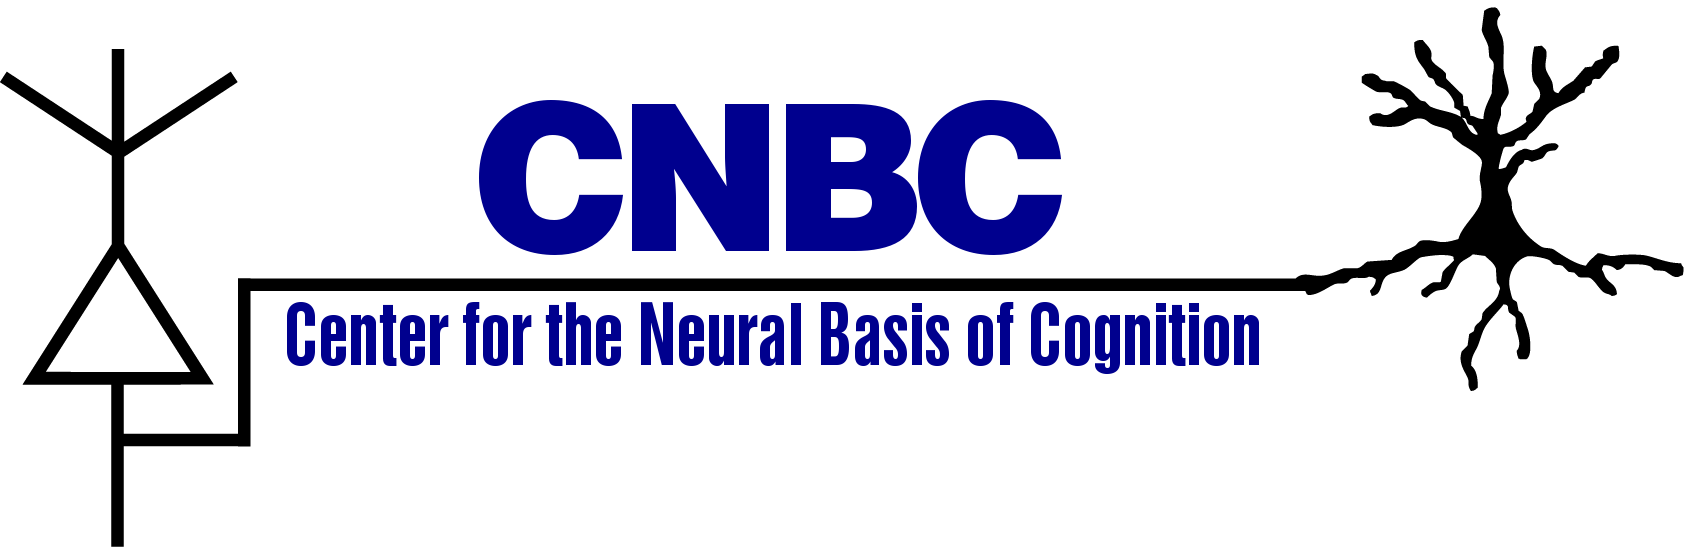 CNBC
Center for the Neural Basis of Cognition